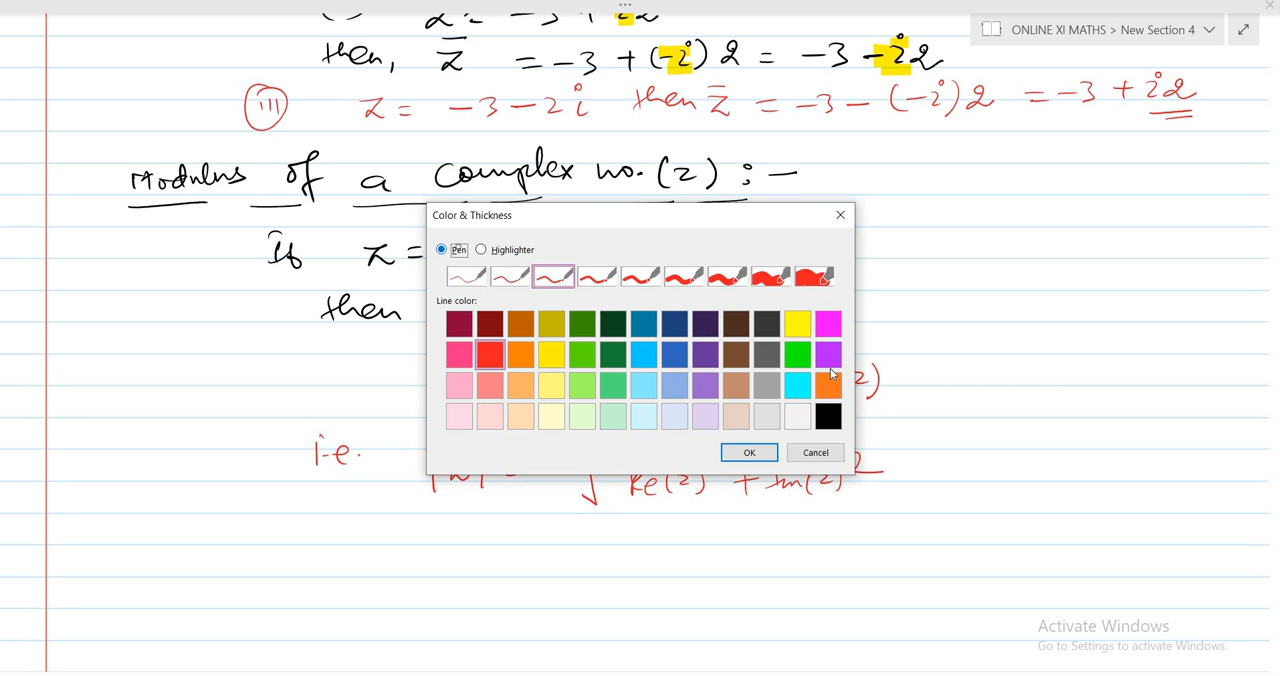 ONLINE XI MATHS > New Section 4
then, z̄ = -3 + (-i) 2 = -3 - i2
(iii) z = -3 - 2i then z̄ = -3 - (-i) 2 = -3 + i2
Modulus of a complex no. (z) : -
Color & Thickness
If z =
Pen Highlighter
Line color:
then
i.e.
OK Cancel
Re(z) + Im(z)
Activate Windows
Go to Settings to activate Windows.